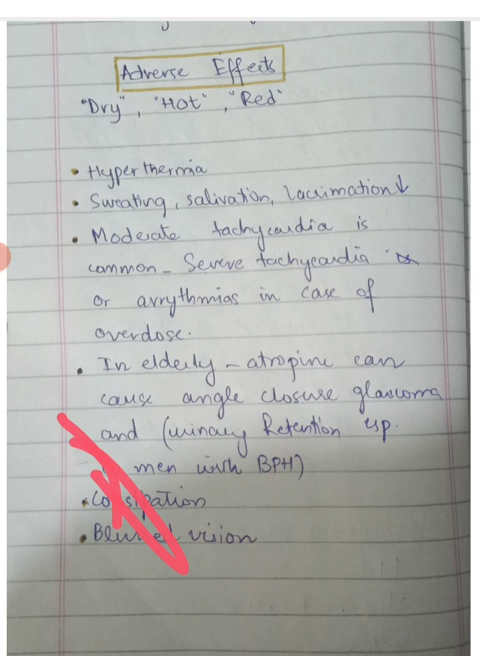 Adverse Effects
"Dry", "Hot", "Red"
• Hyperthermia
• Sweating, salivation, lacrimation↓
• Moderate tachycardia is
common - Severe tachycardia
or arrythmias in case of
overdose.
• In elderly - atropine can
cause angle closure glaucoma
and (urinary Retention esp.
in men with BPH)
• Constipation
• Blurred vision